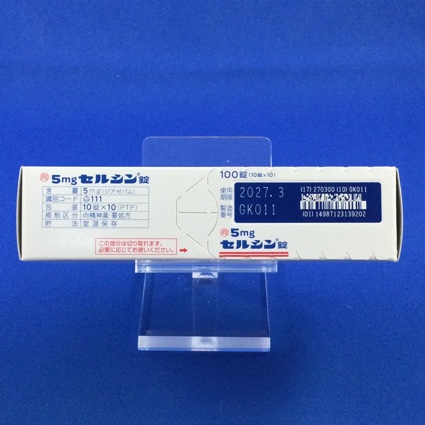 向 5mg セルシン®錠
含量 5mg(ジアゼパム)
識別コード 111
包装 10錠×10(PTP)
規制区分 向精神薬 要処方
貯法 室温保存
この部分は切り取れます。
必要に応じてお使いください。
100錠(10錠×10)
使用期限 2027.3
製造番号 GK011
(17) 270300 (10) GK011
(01) 14987123139202
向 5mg
セルシン®錠